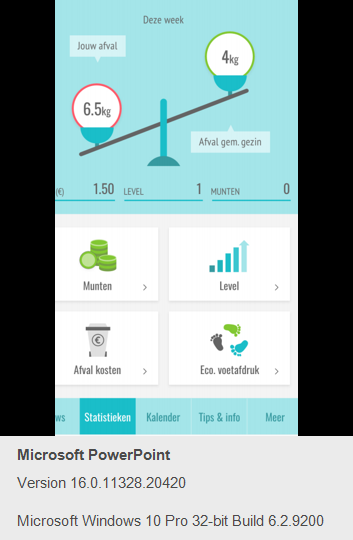 Deze week
Jouw afval
4kg
6.5kg
Afval gem. gezin
(€) 1.50 LEVEL 1 MUNTEN 0
Munten
Level
Afval kosten
Eco. voetafdruk
ws Statistieken Kalender Tips & info Meer
Microsoft PowerPoint
Version 16.0.11328.20420
Microsoft Windows 10 Pro 32-bit Build 6.2.9200